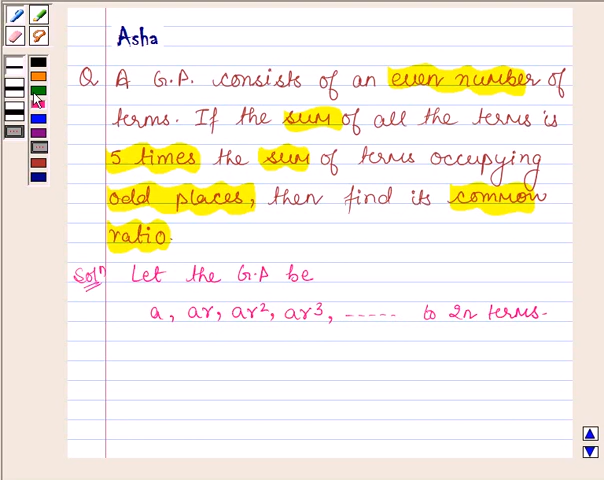 Asha
Q A G.P. consists of an even number of
terms. If the sum of all the terms is
5 times the sum of terms occupying
odd places, then find its common
ratio.
Solⁿ Let the G.P be
a, ar, ar², ar³, ----- to 2n terms.